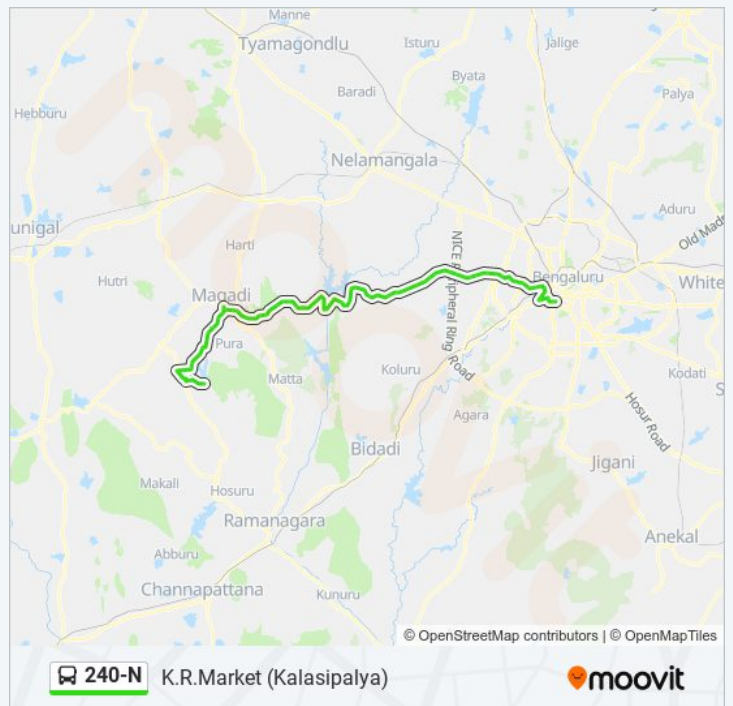 Manne
Tyamagondlu
Isturu
Jalige
Byata
Baradi
Palya
Hebburu
Nelamangala
Aduru
unigal
Old Madr
Harti
NICE Peripheral Ring Road
Bengaluru
Hutri
White
Magadi
Pura
Matta
Koluru
Kodati
S
Agara
Hosur Road
Bidadi
Jigani
Makali
Hosuru
Ramanagara
Anekal
Abburu
Channapattana
Kunuru
© OpenStreetMap contributors | © OpenMapTiles
240-N K.R.Market (Kalasipalya)
moovit